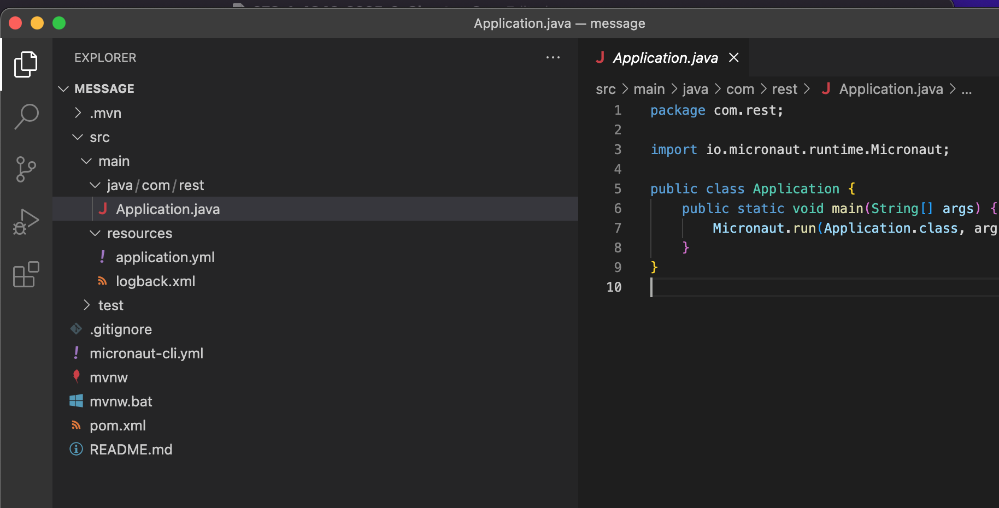 Application.java — message
EXPLORER
MESSAGE
.mvn
src
main
java/com/rest
Application.java
resources
application.yml
logback.xml
test
.gitignore
micronaut-cli.yml
mvnw
mvnw.bat
pom.xml
README.md
Application.java
src > main > java > com > rest > Application.java > ...
1 package com.rest;
2
3 import io.micronaut.runtime.Micronaut;
4
5 public class Application {
6 public static void main(String[] args) {
7 Micronaut.run(Application.class, arg
8 }
9 }
10